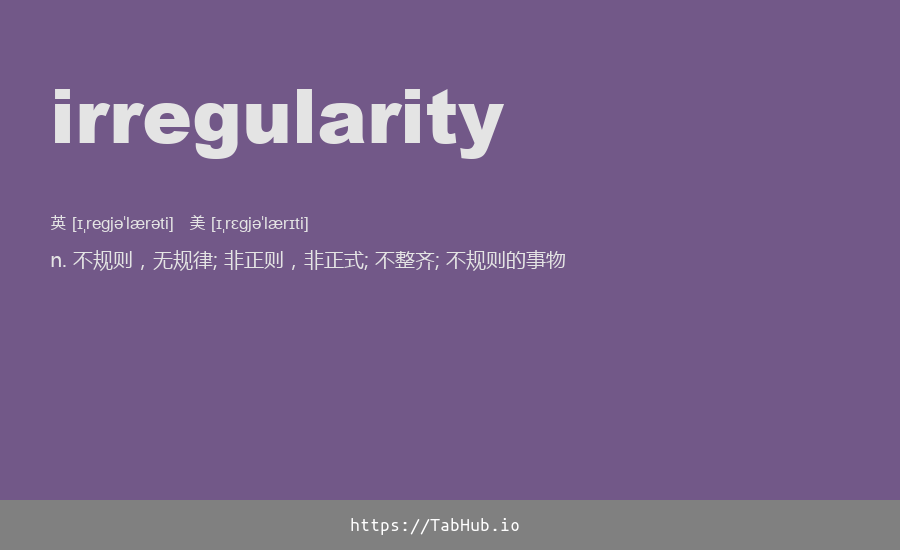 irregularity
英 [ɪˌregjəˈlærəti] 美 [ɪˌrɛgjəˈlærɪti]
n. 不规则，无规律; 非正则，非正式; 不整齐; 不规则的事物
https://TabHub.io